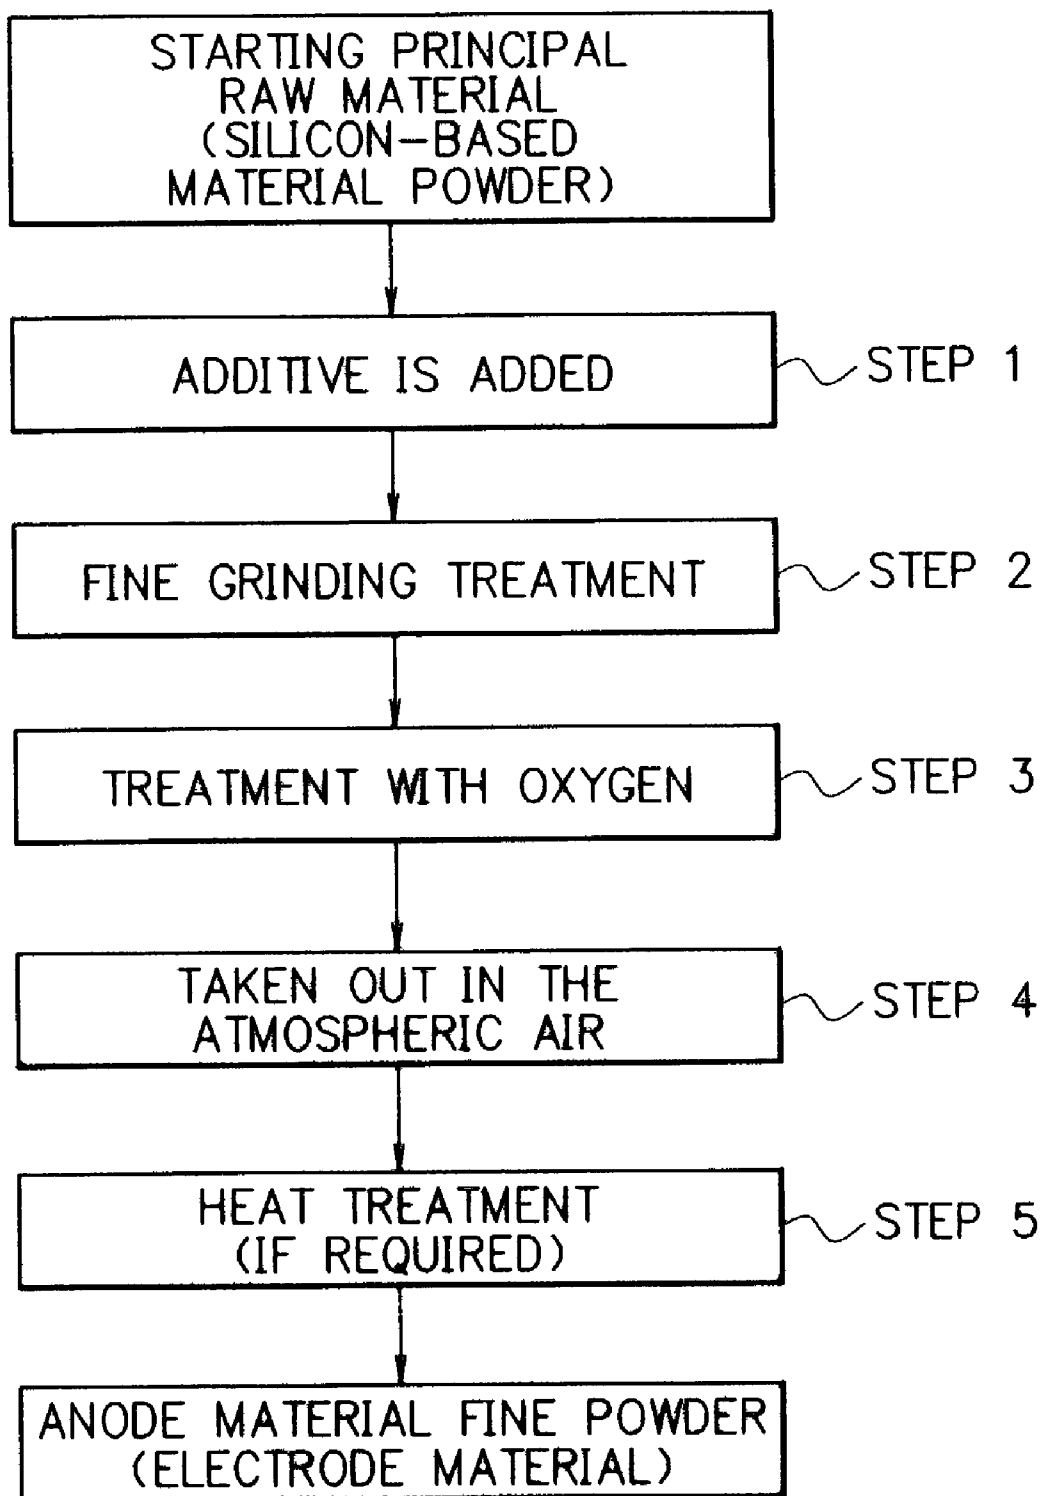 STARTING PRINCIPAL
RAW MATERIAL
(SILICON-BASED
MATERIAL POWDER)
ADDITIVE IS ADDED
STEP 1
FINE GRINDING TREATMENT
STEP 2
TREATMENT WITH OXYGEN
STEP 3
TAKEN OUT IN THE
ATMOSPHERIC AIR
STEP 4
HEAT TREATMENT
(IF REQUIRED)
STEP 5
ANODE MATERIAL FINE POWDER
(ELECTRODE MATERIAL)